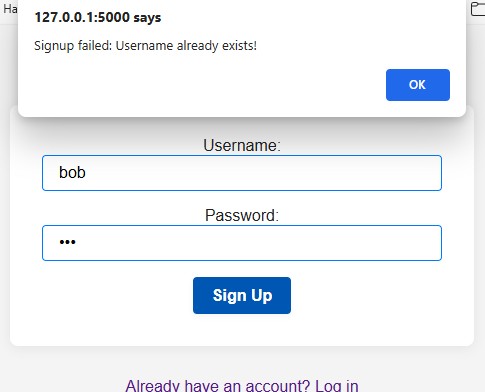 Ha
127.0.0.1:5000 says
Signup failed: Username already exists!
OK
Username:
bob
Password:
•••
Sign Up
Already have an account? Log in